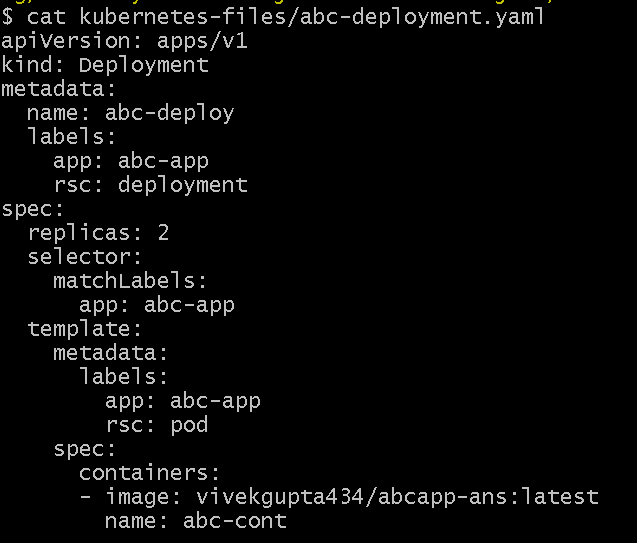 $ cat kubernetes-files/abc-deployment.yaml
apiVersion: apps/v1
kind: Deployment
metadata:
  name: abc-deploy
  labels:
    app: abc-app
    rsc: deployment
spec:
  replicas: 2
  selector:
    matchLabels:
      app: abc-app
  template:
    metadata:
      labels:
        app: abc-app
        rsc: pod
    spec:
      containers:
      - image: vivekgupta434/abcapp-ans:latest
        name: abc-cont